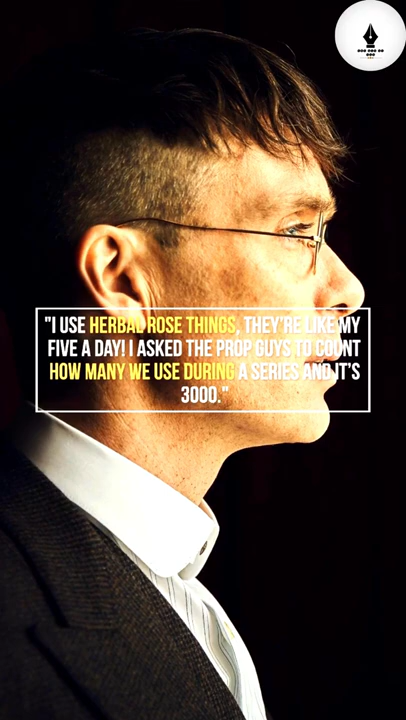 "I USE HERBAL ROSE THINGS, THEY'RE LIKE MY
FIVE A DAY! I ASKED THE PROP GUYS TO COUNT
HOW MANY WE USE DURING A SERIES AND IT'S
3000."